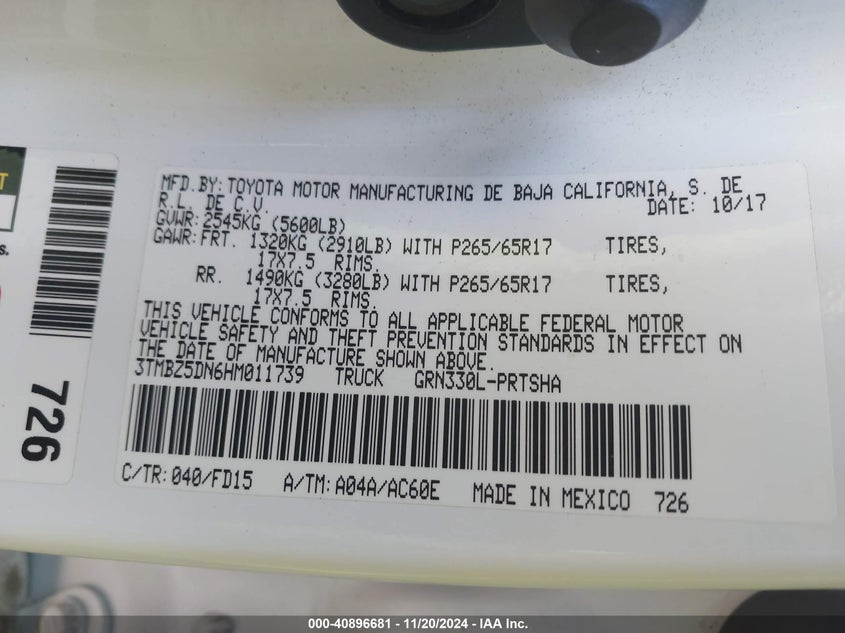 MFD.BY:TOYOTA MOTOR MANUFACTURING DE BAJA CALIFORNIA, S. DE
R.L. DE C.V. DATE: 10/17
GVWR:2545KG (5600LB)
GAWR:FRT. 1320KG (2910LB) WITH P265/65R17 TIRES,
17X7.5 RIMS.
RR. 1490KG (3280LB) WITH P265/65R17 TIRES,
17X7.5 RIMS.
THIS VEHICLE CONFORMS TO ALL APPLICABLE FEDERAL MOTOR
VEHICLE SAFETY AND THEFT PREVENTION STANDARDS IN EFFECT ON
THE DATE OF MANUFACTURE SHOWN ABOVE.
3TMBZ5DN6HM011739 TRUCK GRN330L-PRTSHA
C/TR:040/FD15 A/TM:A04A/AC60E MADE IN MEXICO 726
726
000-40896681 - 11/20/2024 - IAA Inc.